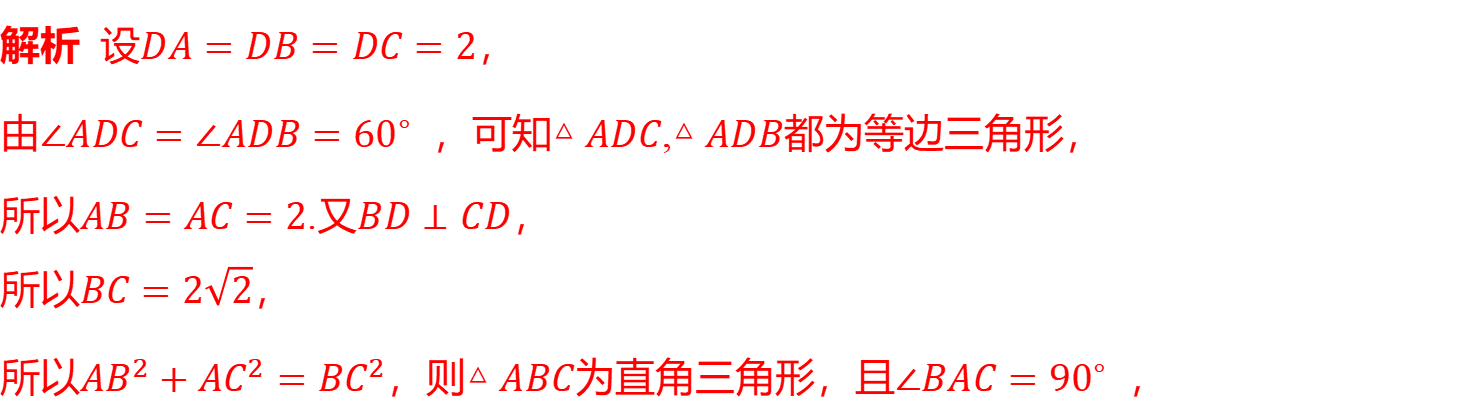 解析 设DA = DB = DC = 2,
由∠ADC = ∠ADB = 60°，可知△ ADC,△ ADB都为等边三角形，
所以AB = AC = 2.又BD ⊥ CD，
所以BC = 2√2，
所以AB² + AC² = BC²，则△ ABC为直角三角形，且∠BAC = 90°，